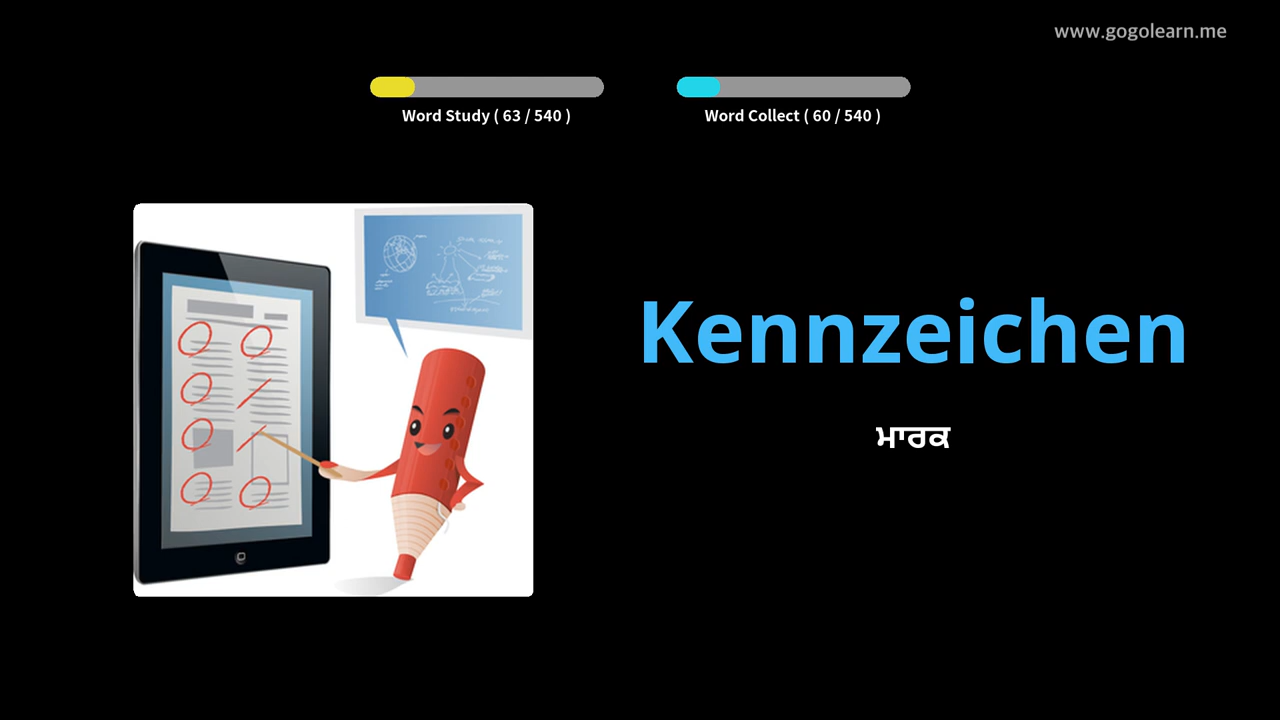 www.gogolearn.me
Word Study ( 63 / 540 )
Word Collect ( 60 / 540 )
Kennzeichen
ਮਾਰਕ